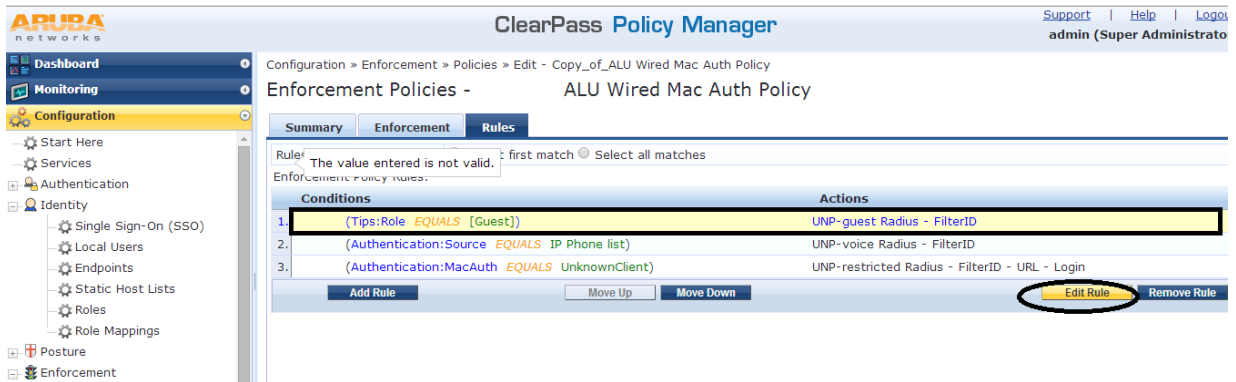 ARUBA
networks
ClearPass Policy Manager
Support | Help | Logou
admin (Super Administrato
Dashboard
Monitoring
Configuration
Start Here
Services
Authentication
Identity
Single Sign-On (SSO)
Local Users
Endpoints
Static Host Lists
Roles
Role Mappings
Posture
Enforcement
Configuration » Enforcement » Policies » Edit - Copy_of_ALU Wired Mac Auth Policy
Enforcement Policies - ALU Wired Mac Auth Policy
Summary Enforcement Rules
Rules
The value entered is not valid.
t first match Select all matches
Enforcement Policy Rules:
Conditions Actions
1. (Tips:Role EQUALS [Guest]) UNP-guest Radius - FilterID
2. (Authentication:Source EQUALS IP Phone list) UNP-voice Radius - FilterID
3. (Authentication:MacAuth EQUALS UnknownClient) UNP-restricted Radius - FilterID - URL - Login
Add Rule Move Up Move Down Edit Rule Remove Rule